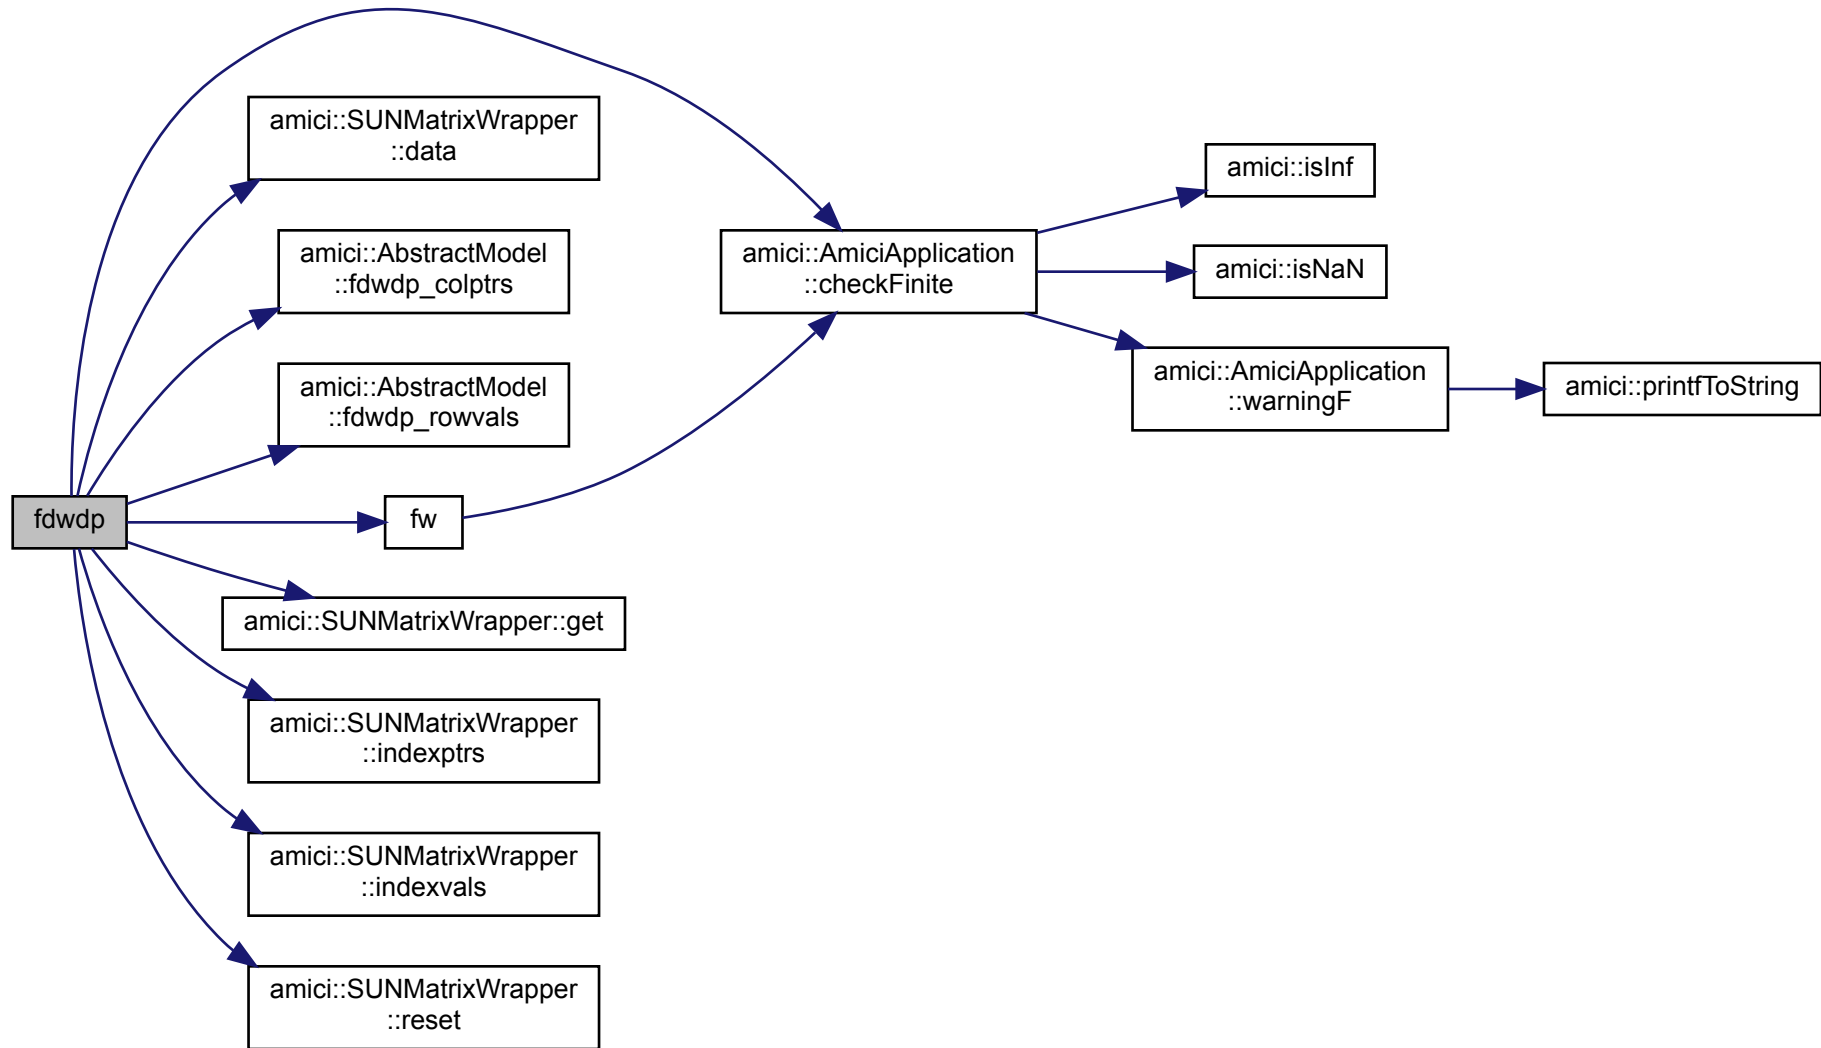 fdwdp
amici::SUNMatrixWrapper
::data
amici::AbstractModel
::fdwdp_colptrs
amici::AbstractModel
::fdwdp_rowvals
fw
amici::SUNMatrixWrapper::get
amici::SUNMatrixWrapper
::indexptrs
amici::SUNMatrixWrapper
::indexvals
amici::SUNMatrixWrapper
::reset
amici::AmiciApplication
::checkFinite
amici::isInf
amici::isNaN
amici::AmiciApplication
::warningF
amici::printfToString